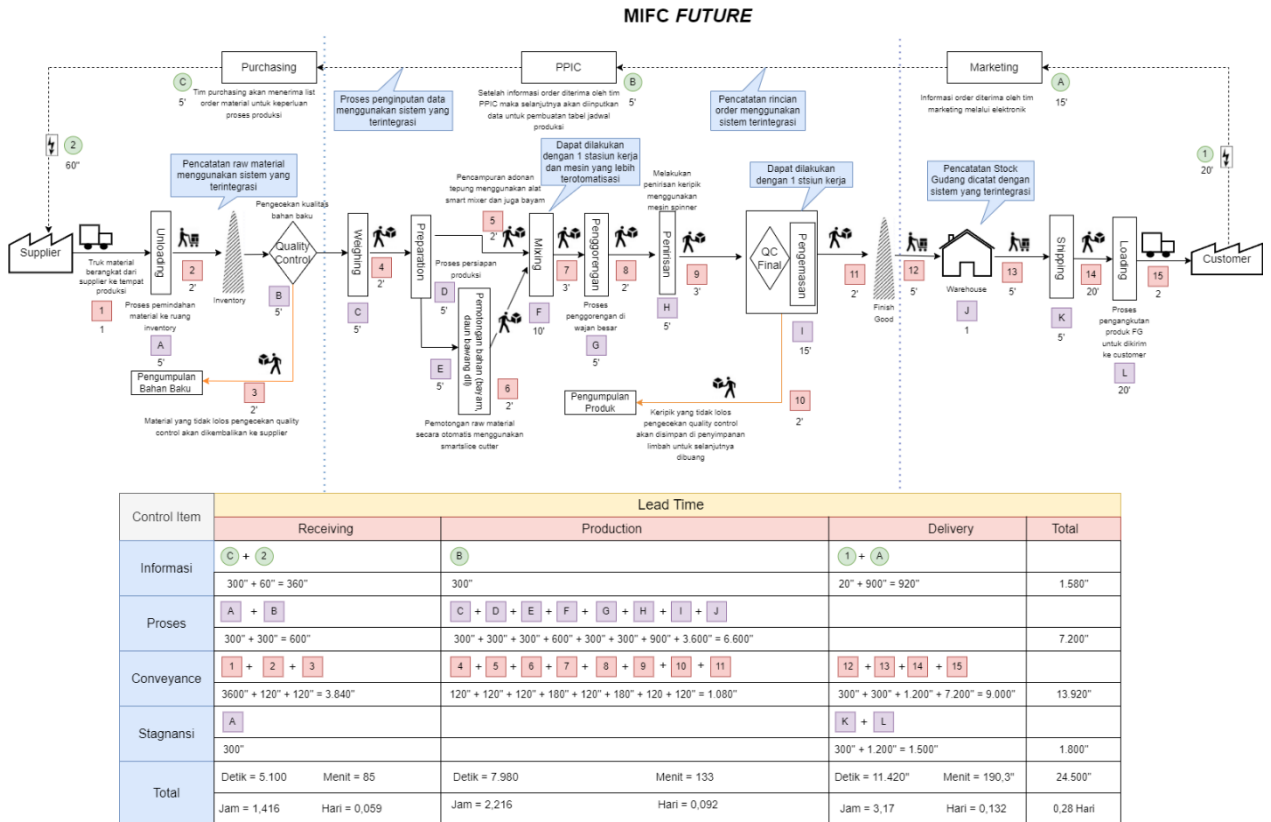 MIFC FUTURE
Purchasing
PPIC
Marketing
C
5'
Tim purchasing akan menerima list
order material untuk keperluan
proses produksi
Proses penginputan data
menggunakan sistem yang
terintegrasi
Setelah informasi order diterima oleh tim
PPIC maka selanjutnya akan diinputkan
data untuk pembuatan tabel jadwal
produksi
B
5'
Pencatatan rincian
order menggunakan
sistem terintegrasi
Informasi order diterima oleh tim
marketing melalui elektronik
A
15'
2
60"
1
20'
Pencatatan raw material
menggunakan sistem yang
terintegrasi
Pengecekan kualitas
bahan baku
Pencampuran adonan
tepung menggunakan alat
smart mixer dan juga bayam
Dapat dilakukan
dengan 1 stasiun kerja
dan mesin yang lebih
terotomatisasi
Melakukan
penirisan keripik
menggunakan
mesin spinner
Dapat dilakukan
dengan 1 stsiun kerja
Pencatatan Stock
Gudang dicatat dengan
sistem yang terintegrasi
Supplier
Truk material
berangkat dari
supplier ke tempat
produksi
1
1
Unloading
Proses pemindahan
material ke ruang
inventory
A
5'
2
2'
Inventory
Quality
Control
B
5'
Weighing
C
5'
4
2'
Preparation
Proses persiapan
produksi
D
5'
5
2'
E
5'
Pemotongan bahan (bayam,
daun bawang dll)
6
2'
Pemotongan raw material
secara otomatis menggunakan
smartslice cutter
Mixing
F
10'
7
3'
Penggorengan
Proses
penggorengan di
wajan besar
G
5'
8
2'
Penirisan
H
5'
9
3'
QC
Final
Pengemasan
I
15'
11
2'
Finish
Good
12
5'
Warehouse
J
1
13
5'
Shipping
K
5'
14
20'
Loading
Proses
pengangkutan
produk FG
untuk dikirim
ke customer
L
20'
15
2
Customer
Pengumpulan
Bahan Baku
3
2'
Material yang tidak lolos pengecekan quality
control akan dikembalikan ke supplier
Pengumpulan
Produk
Keripik yang tidak lolos
pengecekan quality control
akan disimpan di penyimpanan
limbah untuk selanjutnya
dibuang
10
2'
Control Item
Lead Time
Receiving Production Delivery Total
Informasi
C + 2 B 1 + A
300" + 60" = 360" 300" 20" + 900" = 920" 1.580"
Proses
A + B C + D + E + F + G + H + I + J
300" + 300" = 600" 300" + 300" + 300" + 600" + 300" + 300" + 900" + 3.600" = 6.600" 7.200"
Conveyance
1 + 2 + 3 4 + 5 + 6 + 7 + 8 + 9 + 10 + 11 12 + 13 + 14 + 15
3600" + 120" + 120" = 3.840" 120" + 120" + 120" + 180" + 120" + 180" + 120 + 120" = 1.080" 300" + 300" + 1.200" + 7.200" = 9.000" 13.920"
Stagnansi
A K + L
300" 300" + 1.200" = 1.500" 1.800"
Total
Detik = 5.100 Menit = 85 Detik = 7.980 Menit = 133 Detik = 11.420" Menit = 190,3" 24.500"
Jam = 1,416 Hari = 0,059 Jam = 2,216 Hari = 0,092 Jam = 3,17 Hari = 0,132 0,28 Hari